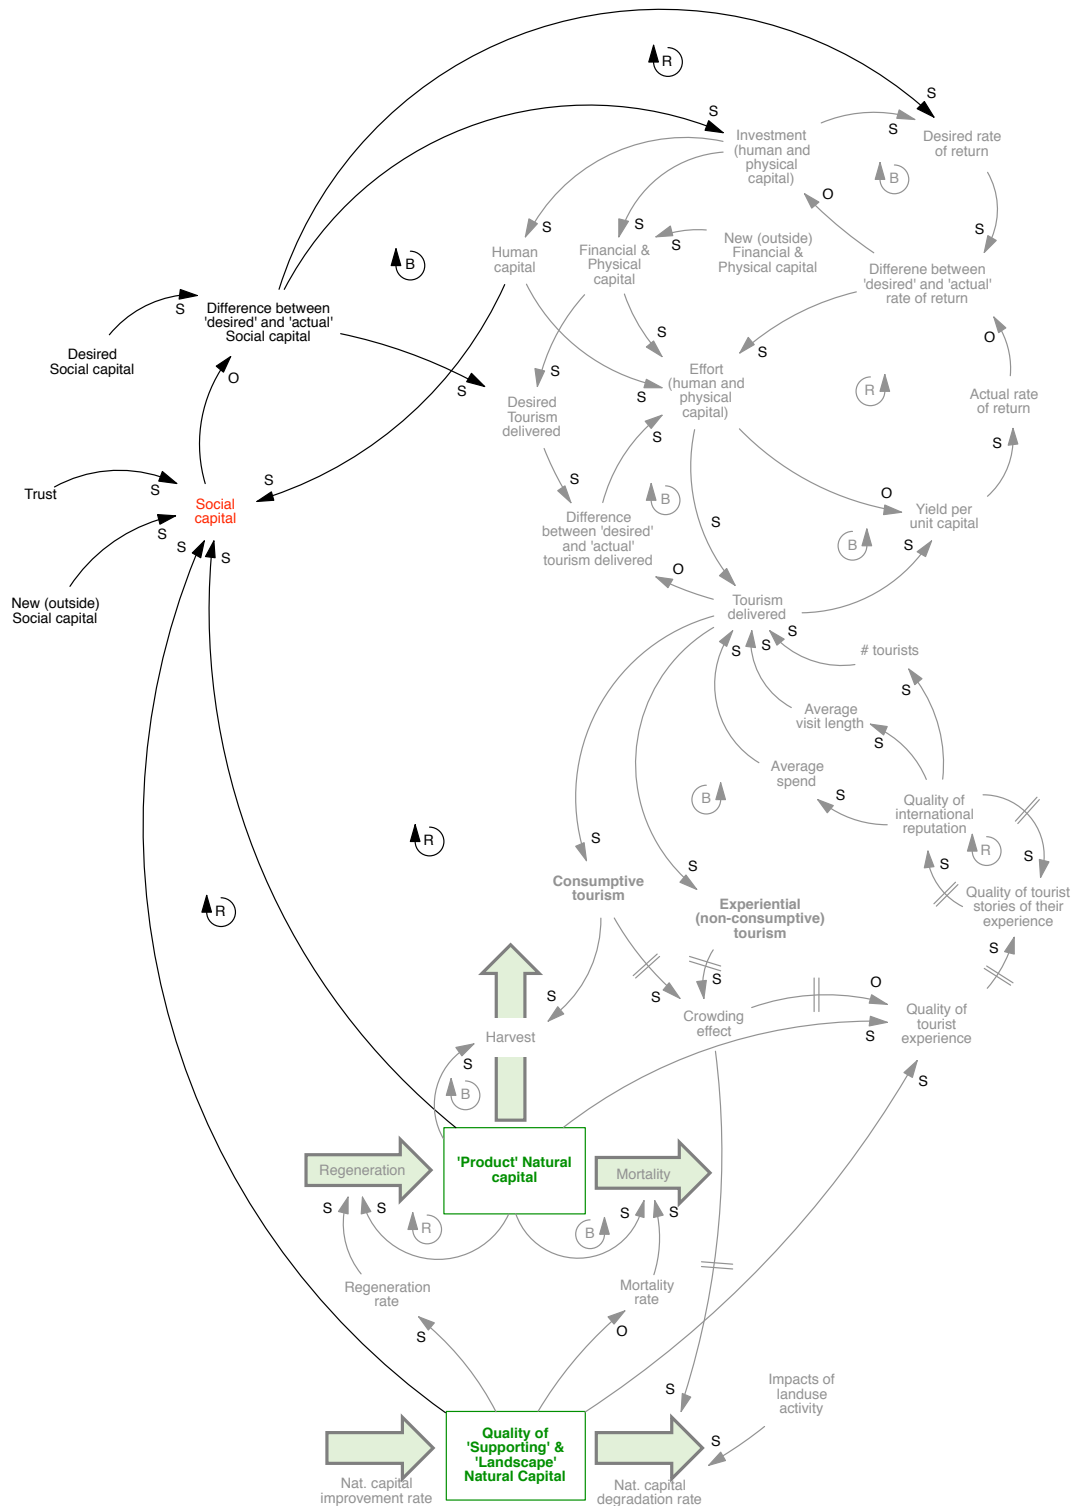 R
S
S
S
Investment
(human and
physical
capital)
Desired rate
of return
B
O
S
S
S
S
New (outside)
Financial &
Physical capital
Human
capital
Financial &
Physical
capital
B
Differene between
'desired' and 'actual'
rate of return
S
Difference between
'desired' and 'actual'
Social capital
Desired
Social capital
O
S
S
O
S
S
S
Effort
(human and
physical
capital)
R
Actual rate
of return
Desired
Tourism
delivered
S
S
S
S
Trust
S
Social
capital
S
S
S
S
B
O
Yield per
unit capital
Difference
between 'desired'
and 'actual'
tourism delivered
S
B
S
O
New (outside)
Social capital
Tourism
delivered
S
S
S
# tourists
S
Average
visit length
S
Average
spend
B
S
Quality of
international
reputation
R
S
S
S
R
S
Consumptive
tourism
Experiential
(non-consumptive)
tourism
Quality of tourist
stories of their
experience
R
S
S
S
S
O
Harvest
Crowding
effect
Quality of
tourist
experience
S
S
B
S
Regeneration
'Product' Natural
capital
Mortality
S
S
R
B
S
S
Regeneration
rate
Mortality
rate
S
O
S
Impacts of
landuse
activity
S
Quality of
'Supporting' &
'Landscape'
Natural Capital
Nat. capital
improvement rate
Nat. capital
degradation rate